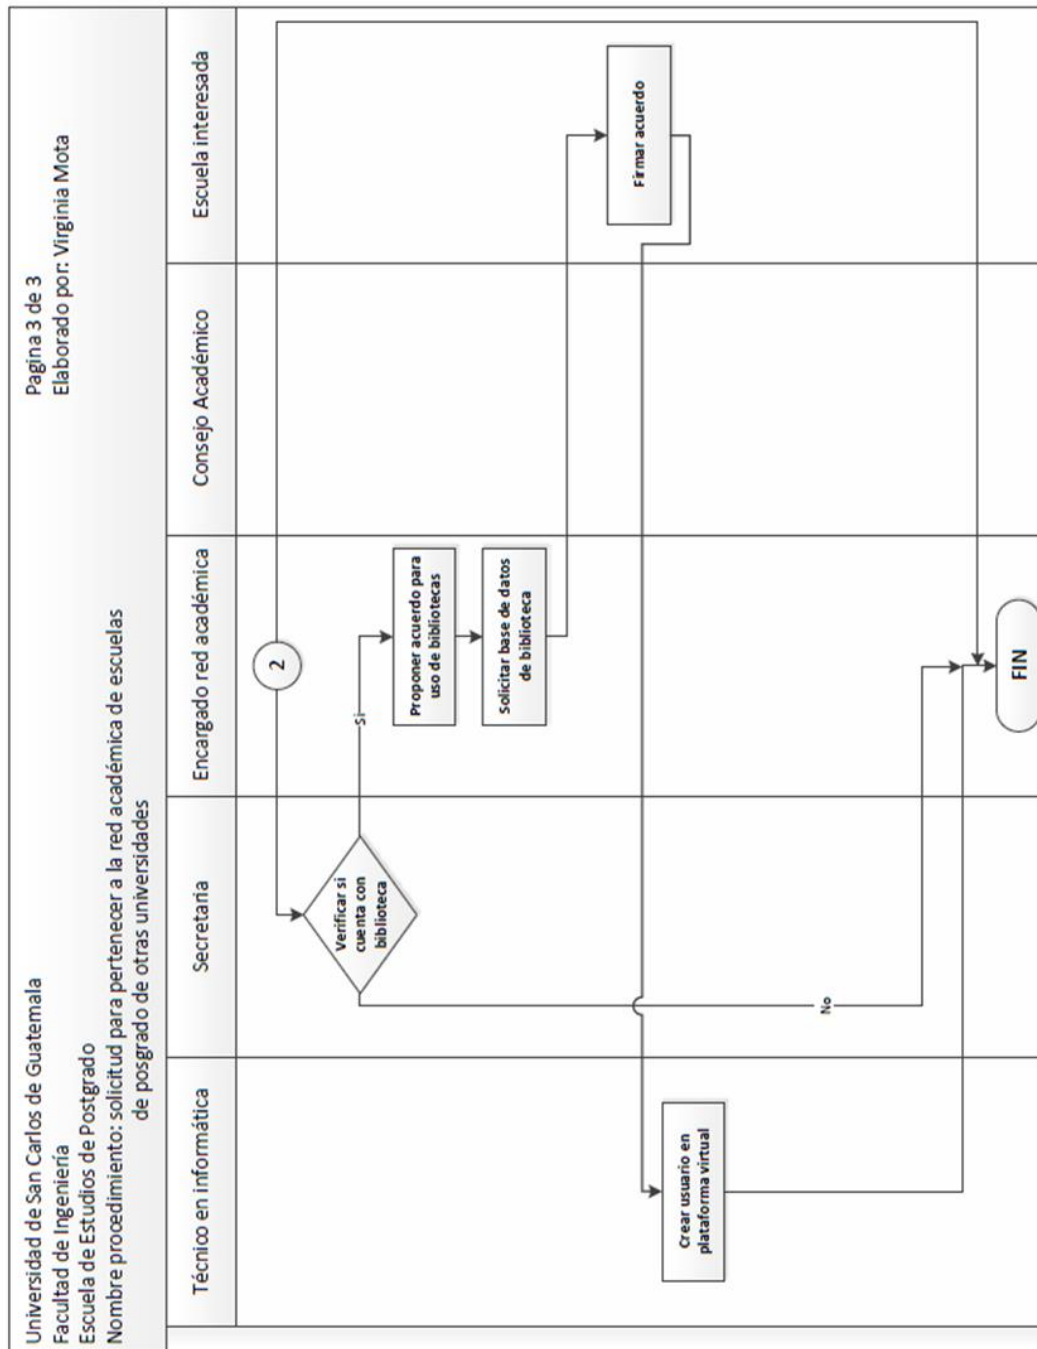 Universidad de San Carlos de Guatemala
Pagina 3 de 3
Facultad de Ingeniería
Elaborado por: Virginia Mota
Escuela de Estudios de Postgrado
Nombre procedimiento: solicitud para pertenecer a la red académica de escuelas
de posgrado de otras universidades
Técnico en informática
Secretaria
Encargado red académica
Consejo Académico
Escuela interesada
2
Verificar si
cuenta con
biblioteca
Si
Proponer acuerdo para
uso de bibliotecas
Solicitar base de datos
de biblioteca
Firmar acuerdo
Crear usuario en
plataforma virtual
No
FIN